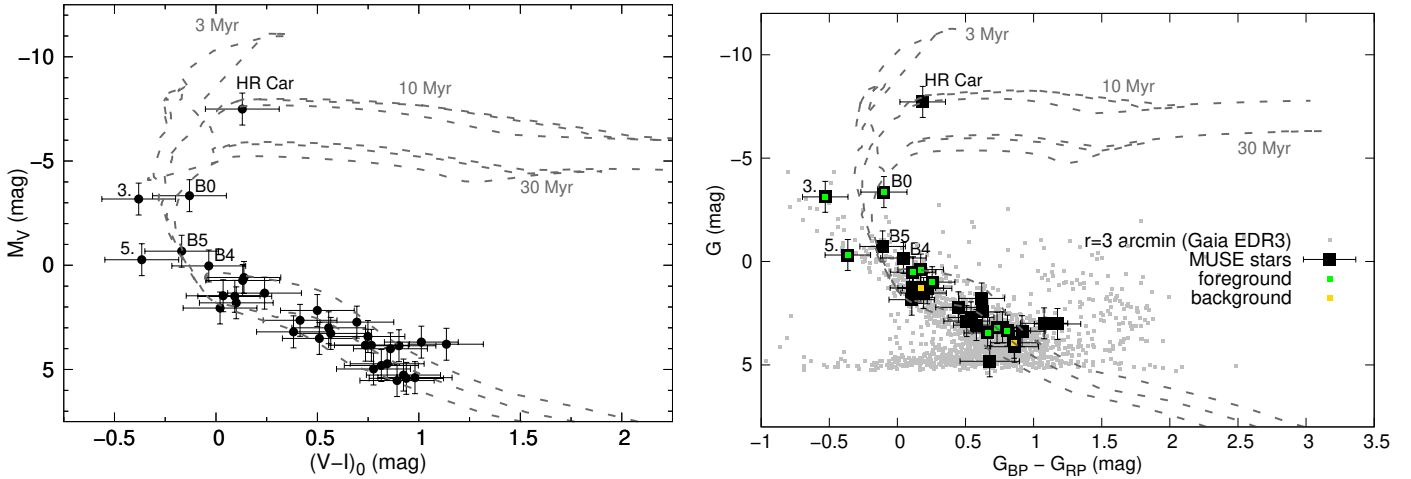 3 Myr
HR Car
10 Myr
30 Myr
3.
B0
B5
5.
B4
−10
−5
0
5
M_V (mag)
−0.5
0
0.5
1
1.5
2
(V−I)_0 (mag)
3 Myr
HR Car
10 Myr
30 Myr
3.
B0
B5
5.
B4
r=3 arcmin (Gaia EDR3)
MUSE stars
foreground
background
−10
−5
0
5
G (mag)
−1
−0.5
0
0.5
1
1.5
2
2.5
3
3.5
G_BP − G_RP (mag)